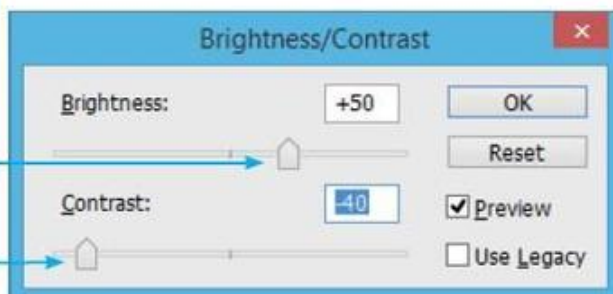 Brightness/Contrast
Brightness: +50 OK
Reset
Contrast: -40 Preview
Use Legacy